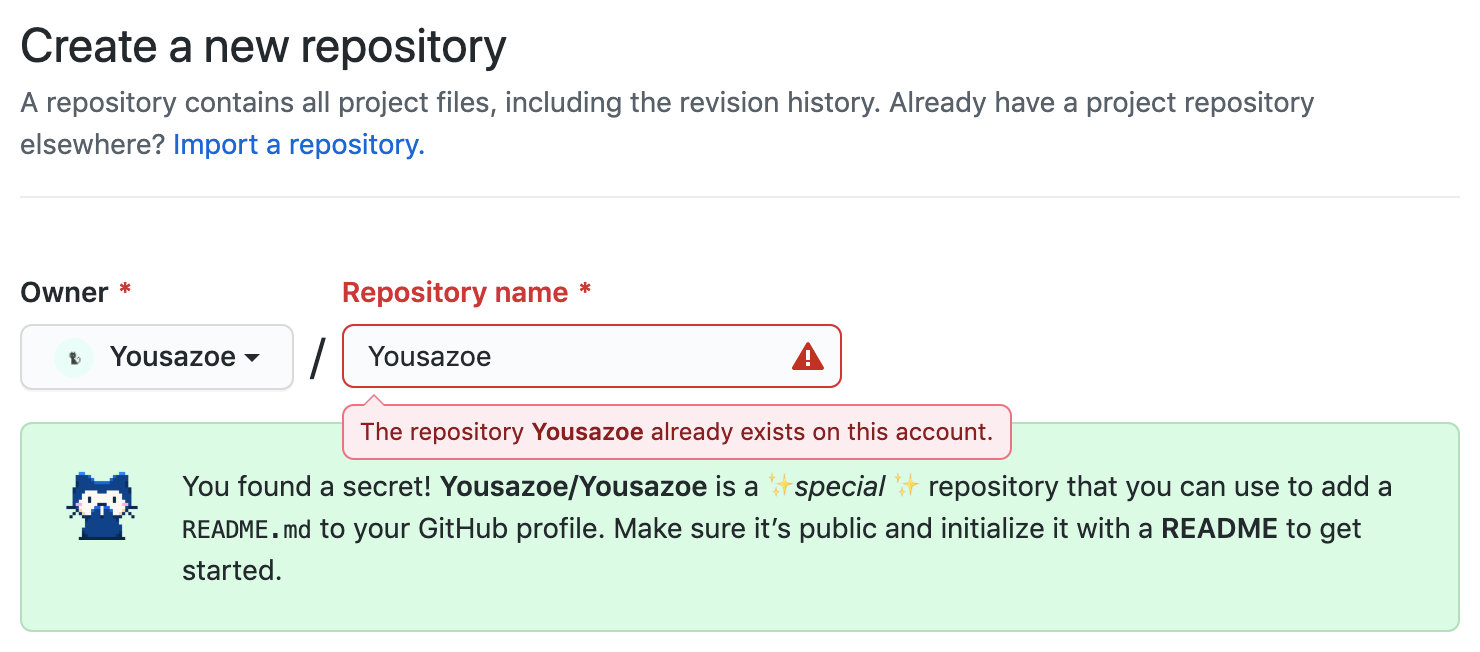 Create a new repository
A repository contains all project files, including the revision history. Already have a project repository
elsewhere? Import a repository.
Owner *
Repository name *
Yousazoe / Yousazoe
The repository Yousazoe already exists on this account.
You found a secret! Yousazoe/Yousazoe is a ✨special ✨ repository that you can use to add a
README.md to your GitHub profile. Make sure it’s public and initialize it with a README to get
started.